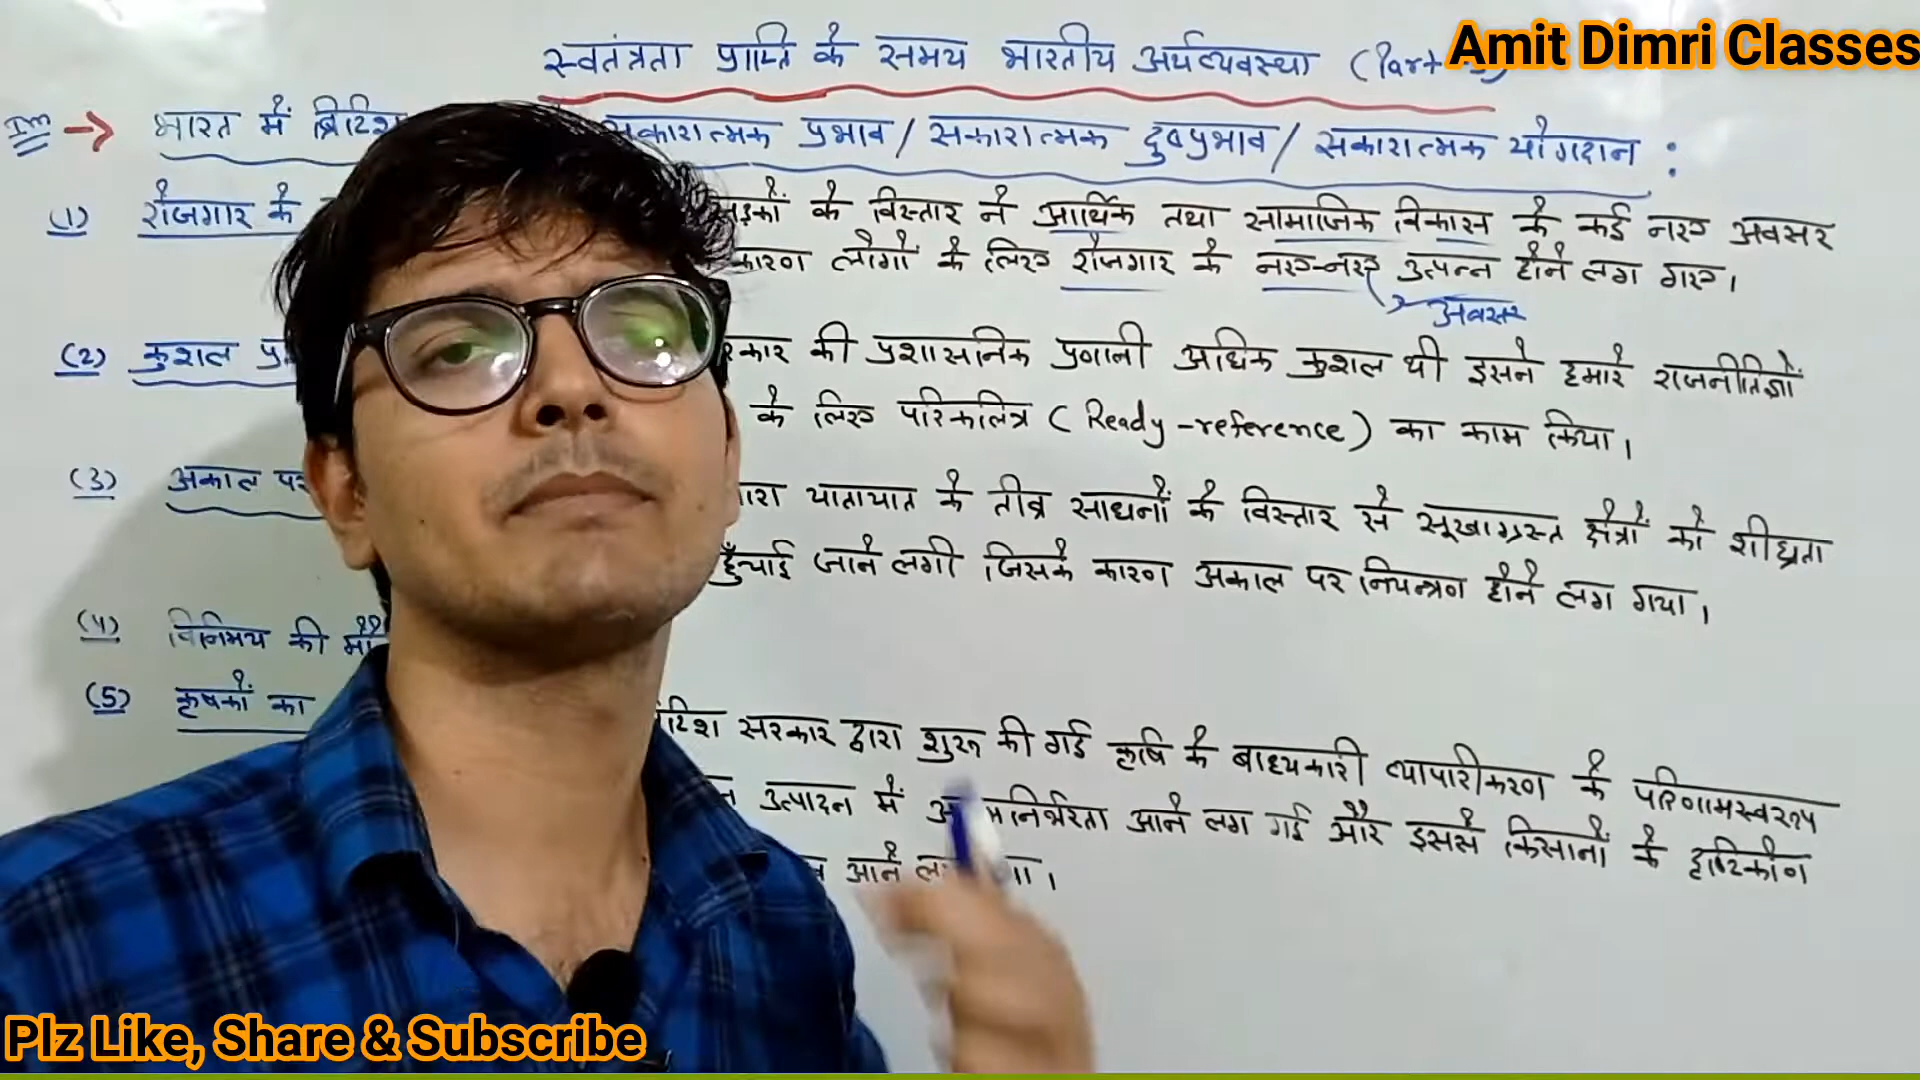 Amit Dimri Classes
स्वतंत्रता प्राप्ति के समय भारतीय अर्थव्यवस्था (Part
Im → भारत में ब्रिटिश सकारात्मक प्रभाव / सकारात्मक दुष्प्रभाव / सकारात्मक योगदान :
(1) रोजगार के सड़कों के विस्तार ने आर्थिक तथा सामाजिक विकास के कई नए अवसर
कारण लोगों के लिए रोजगार के नए-नए उत्पन्न होने लग गए।
अवसर
(2) कुशल की प्रशासनिक प्रणाली अधिक कुशल थी इसने हमारे राजनीतिज्ञों
के लिए परिकलित्र (Ready-reference) का काम किया।
(3) अकाल पर यातायात के तीव्र साधनों के विस्तार से सूखाग्रस्त क्षेत्रों को शीघ्रता
जाने लगी जिसके कारण अकाल पर नियन्त्रण होने लग गया।
(4) विनिमय की
(5) कृषकों का सरकार द्वारा शुरू की गई कृषि के बाध्यकारी व्यापारीकरण के परिणामस्वरूप
उत्पादन में आने लग गई और इससे किसानों के दृष्टिकोण
आने
Plz Like, Share & Subscribe